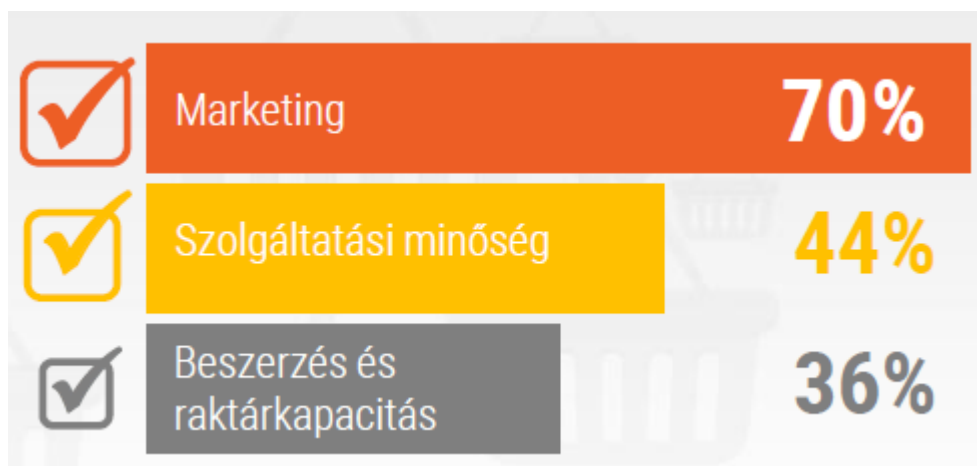 Marketing 70%
Szolgáltatási minőség 44%
Beszerzés és
raktárkapacitás 36%